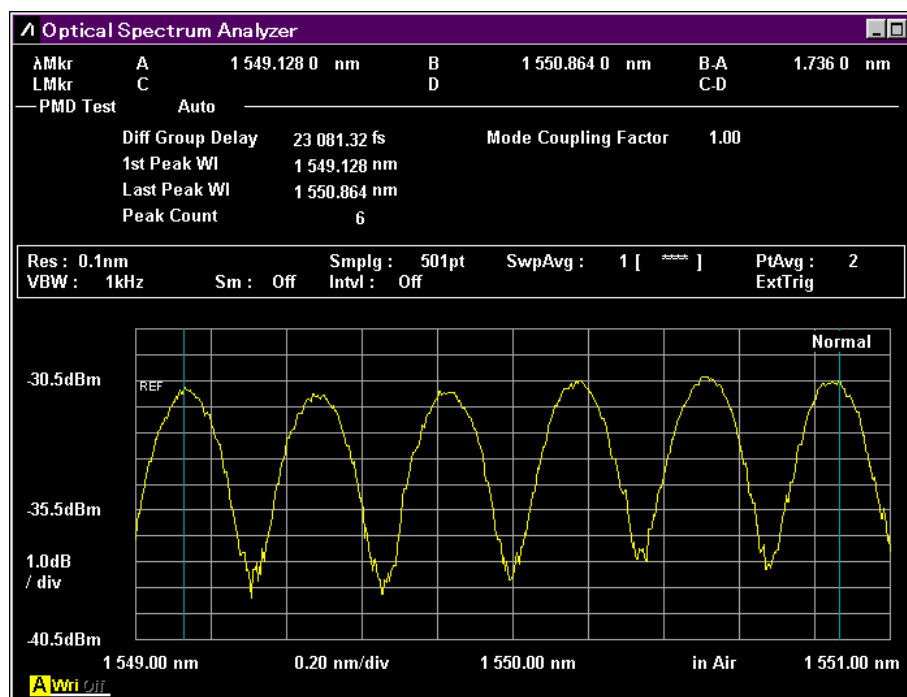 Optical Spectrum Analyzer
λMkr A 1 549.128 0 nm B 1 550.864 0 nm B-A 1.736 0 nm
LMkr C D C-D
PMD Test Auto
Diff Group Delay 23 081.32 fs Mode Coupling Factor 1.00
1st Peak Wl 1 549.128 nm
Last Peak Wl 1 550.864 nm
Peak Count 6
Res : 0.1nm Smplg : 501pt SwpAvg : 1 [ **** ] PtAvg : 2
VBW : 1kHz Sm : Off Intvl : Off ExtTrig
Normal
-30.5dBm REF
-35.5dBm
1.0dB
/ div
-40.5dBm
1 549.00 nm 0.20 nm/div 1 550.00 nm in Air 1 551.00 nm
A Wri Off